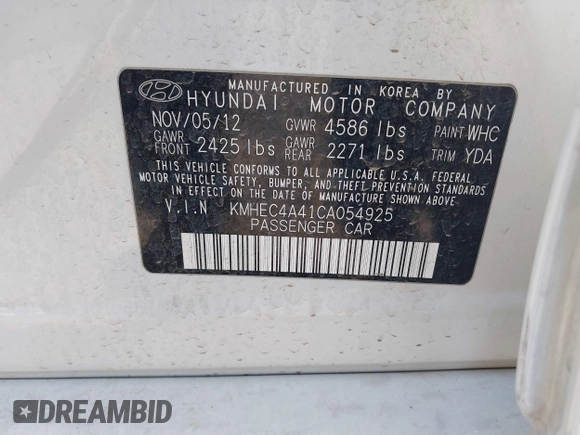 MANUFACTURED IN KOREA BY
HYUNDAI MOTOR COMPANY
NOV/05/12 GVWR 4586 lbs PAINT WHC
GAWR FRONT 2425 lbs GAWR REAR 2271 lbs TRIM YDA
THIS VEHICLE CONFORMS TO ALL APPLICABLE U.S.A. FEDERAL
MOTOR VEHICLE SAFETY, BUMPER, AND THEFT PREVENTION STANDARDS
IN EFFECT ON THE DATE OF MANUFACTURE SHOWN ABOVE.
V.I.N KMHEC4A41CA054925
PASSENGER CAR
DREAMBID